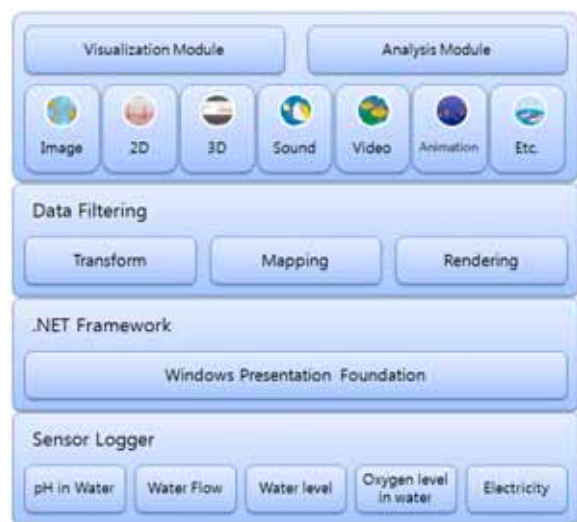 Visualization Module
Analysis Module
Image
2D
3D
Sound
Video
Animation
Etc.
Data Filtering
Transform
Mapping
Rendering
.NET Framework
Windows Presentation Foundation
Sensor Logger
pH in Water
Water Flow
Water level
Oxygen level
in water
Electricity